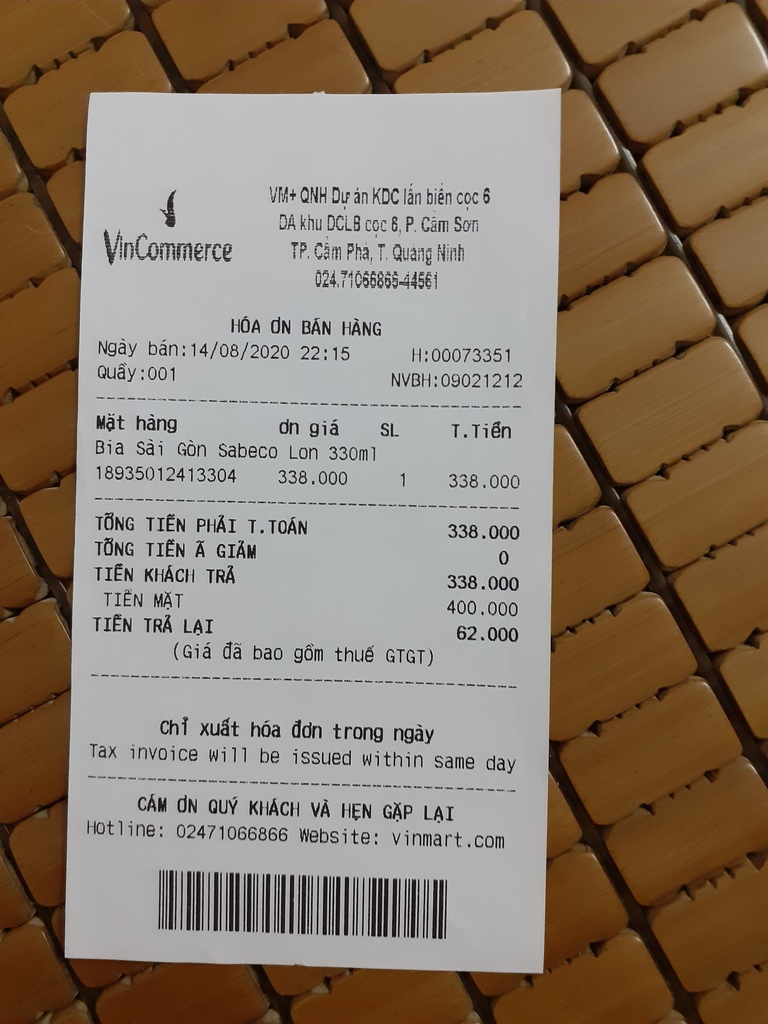 VinCommerce
VM+ QNH Dự án KDC lấn biển cọc 6
DA khu DCLB cọc 6, P. Cẩm Sơn
TP. Cẩm Phả, T. Quảng Ninh
024.71066866-44561
HÓA ƠN BÁN HÀNG
Ngày bán:14/08/2020 22:15 H:00073351
Quầy:001 NVBH:09021212
Mặt hàng ơn giá SL T.Tiền
Bia Sài Gòn Sabeco Lon 330ml
18935012413304 338.000 1 338.000
TỔNG TIỀN PHẢI T.TOÁN 338.000
TỔNG TIỀN Ã GIẢM 0
TIỀN KHÁCH TRẢ 338.000
TIỀN MẶT 400.000
TIỀN TRẢ LẠI 62.000
(Giá đã bao gồm thuế GTGT)
Chỉ xuất hóa đơn trong ngày
Tax invoice will be issued within same day
CÁM ƠN QUÝ KHÁCH VÀ HẸN GẶP LẠI
Hotline: 02471066866 Website: vinmart.com